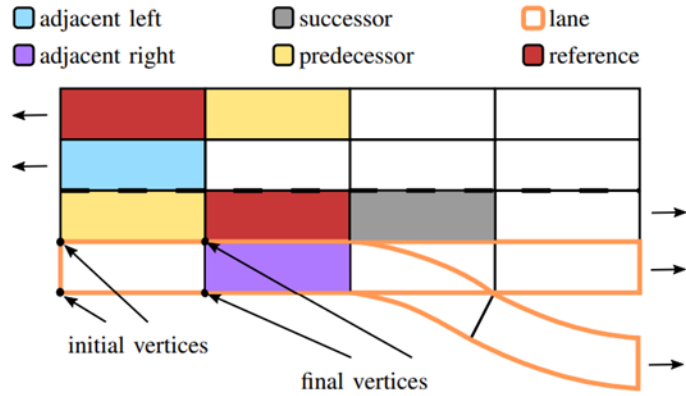 adjacent left successor lane
adjacent right predecessor reference
initial vertices
final vertices